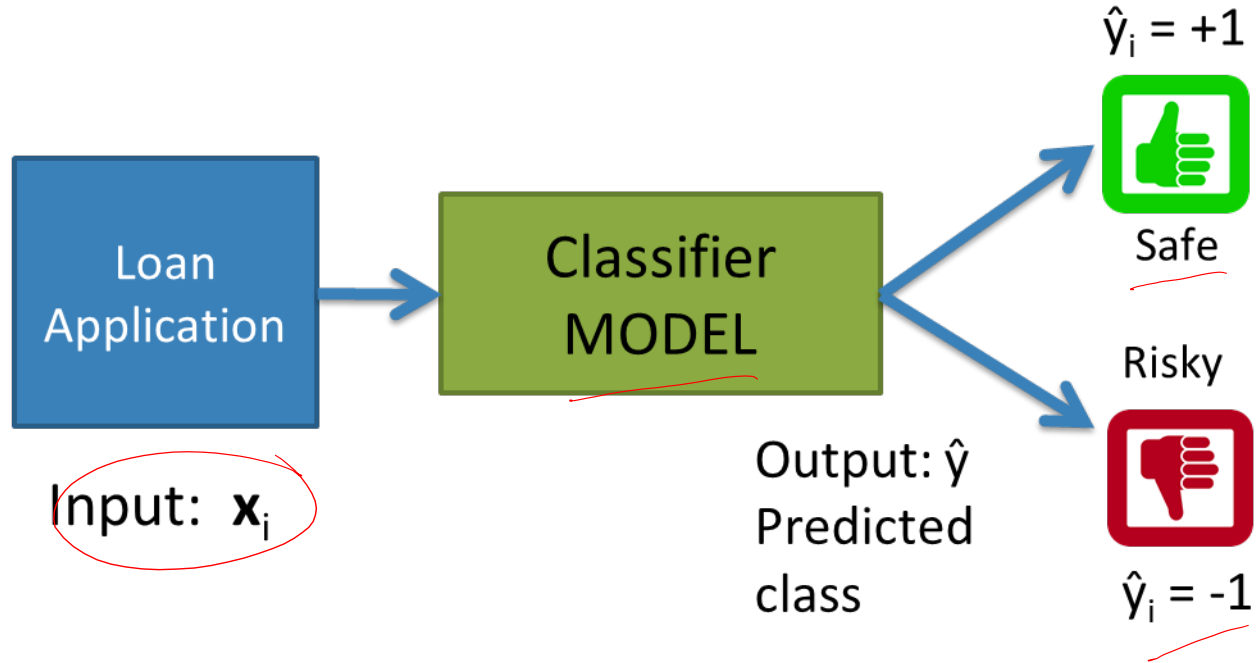 Loan
Application
Input: xᵢ
Classifier
MODEL
Output: ŷ
Predicted
class
ŷᵢ = +1
Safe
Risky
ŷᵢ = -1